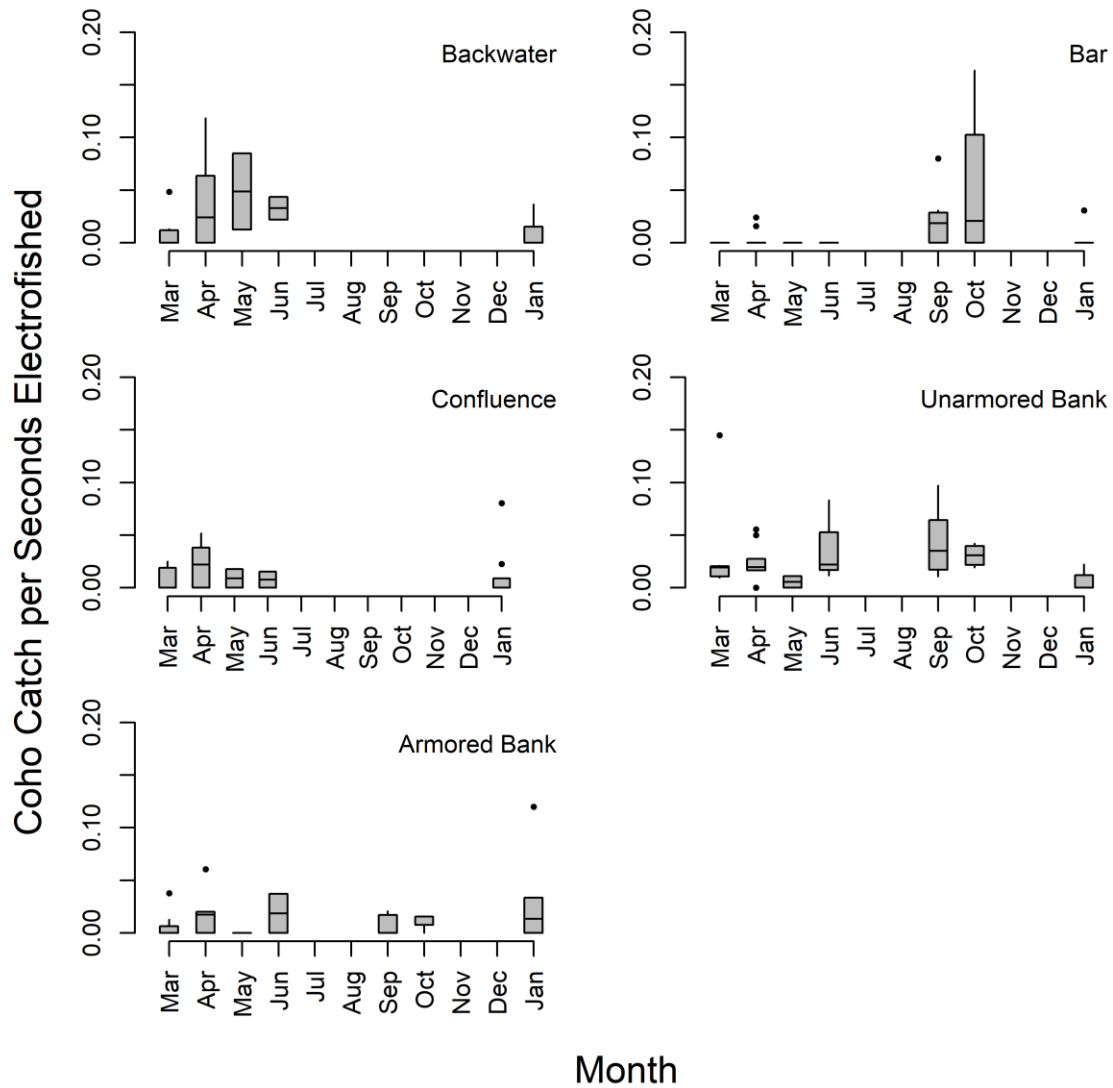 Coho Catch per Seconds Electrofished
Backwater
0.20
0.10
0.00
Mar Apr May Jun Jul Aug Sep Oct Nov Dec Jan
Bar
0.20
0.10
0.00
Mar Apr May Jun Jul Aug Sep Oct Nov Dec Jan
Confluence
0.20
0.10
0.00
Mar Apr May Jun Jul Aug Sep Oct Nov Dec Jan
Unarmored Bank
0.20
0.10
0.00
Mar Apr May Jun Jul Aug Sep Oct Nov Dec Jan
Armored Bank
0.20
0.10
0.00
Mar Apr May Jun Jul Aug Sep Oct Nov Dec Jan
Month